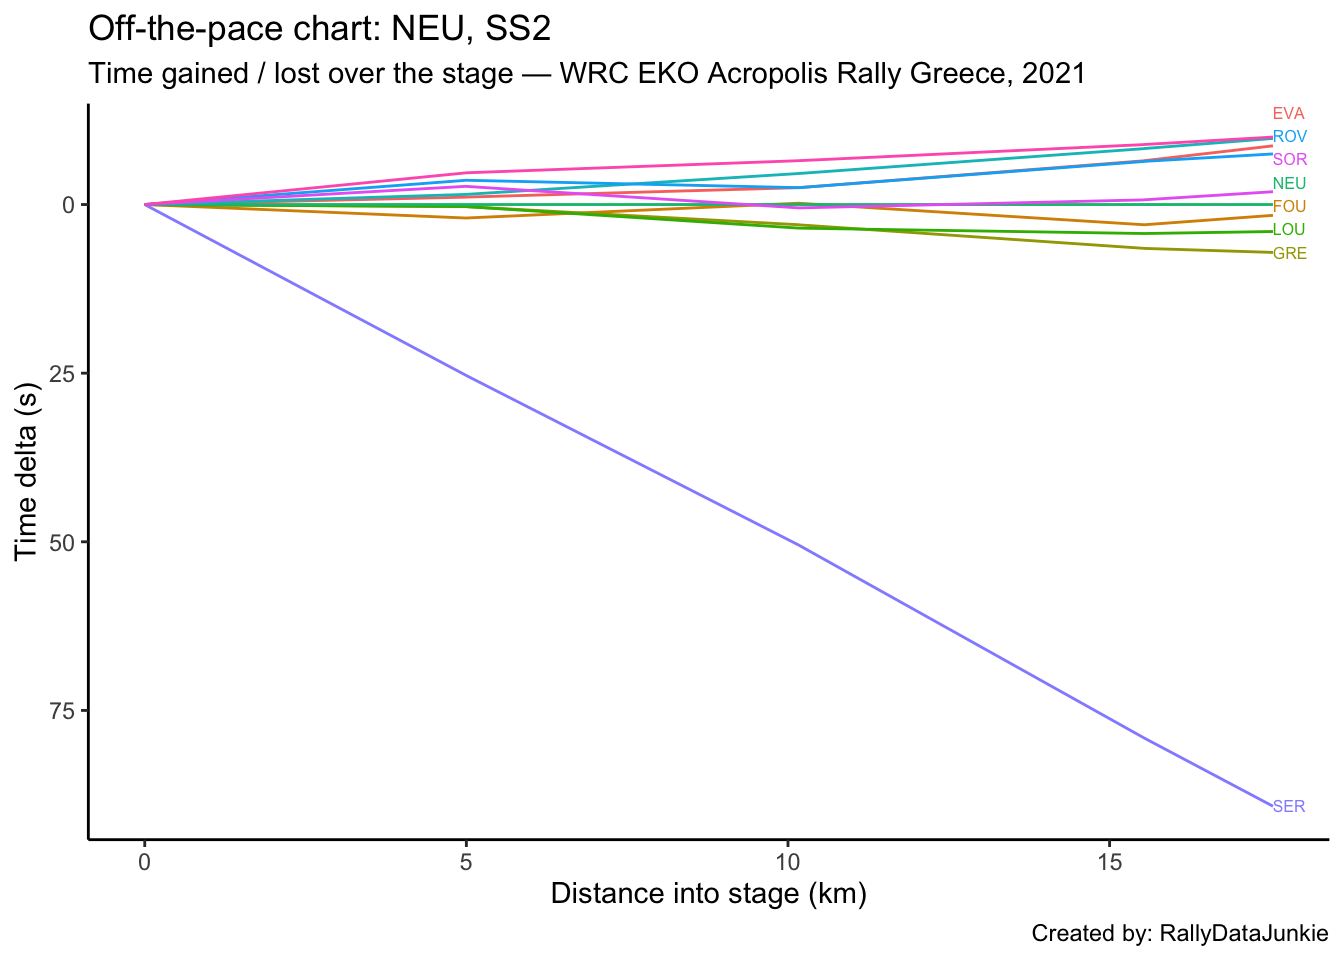 Off-the-pace chart: NEU, SS2
Time gained / lost over the stage — WRC EKO Acropolis Rally Greece, 2021
EVA
ROV
SOR
NEU
FOU
LOU
GRE
SER
0
25
50
75
Time delta (s)
0 5 10 15
Distance into stage (km)
Created by: RallyDataJunkie